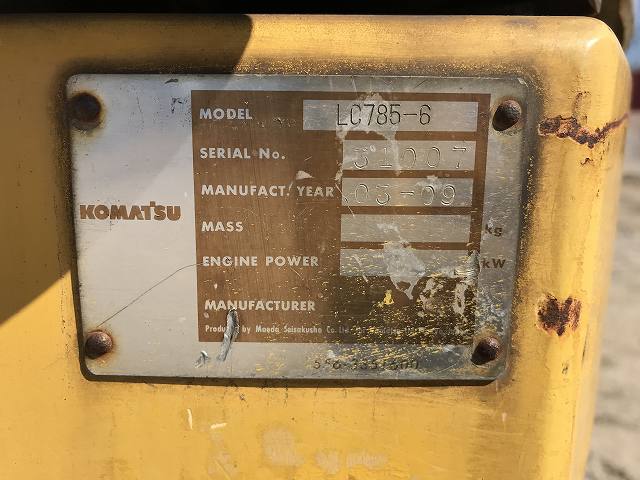 MODEL LC785-6
SERIAL No. 31007
MANUFACT. YEAR 03-09
KOMATSU
MASS kg
ENGINE POWER kW
MANUFACTURER
Produced by Maeda Seisakusho Co. Ltd.